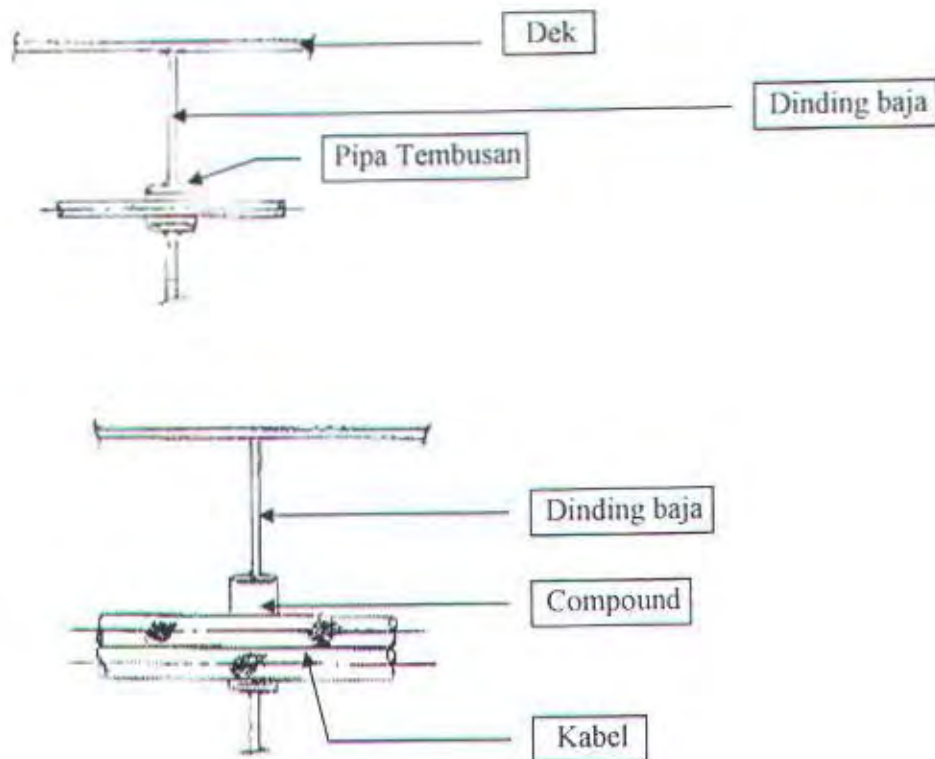 Dek
Dinding baja
Pipa Tembusan
Dinding baja
Compound
Kabel